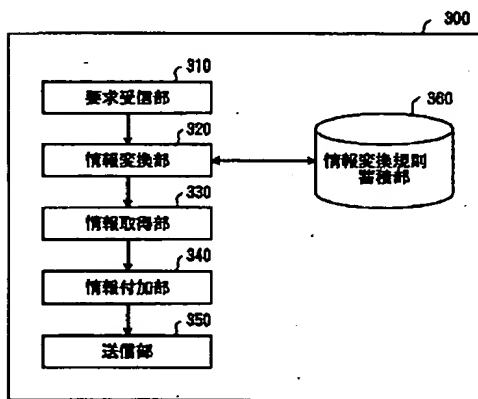 300
310
要求受信部
320
情報変換部
360
情報変換規則
蓄積部
330
情報取得部
340
情報付加部
350
送信部